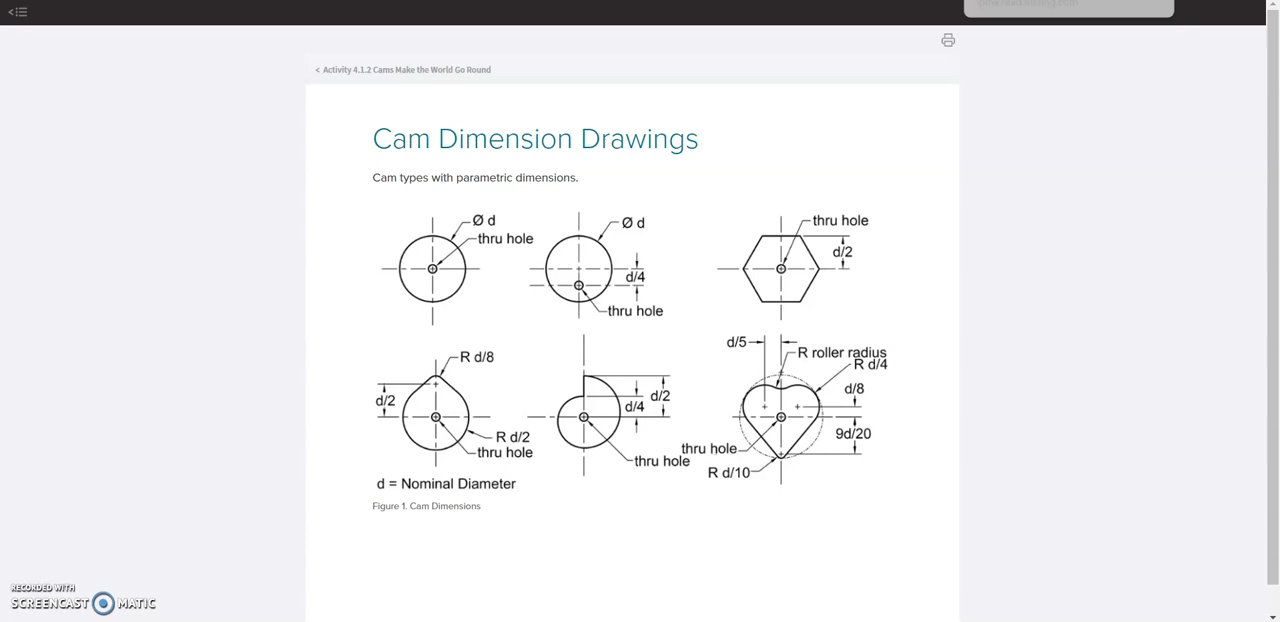 < Activity 4.1.2 Cams Make the World Go Round
Cam Dimension Drawings
Cam types with parametric dimensions.
Ø d
thru hole
Ø d
d/4
thru hole
thru hole
d/2
R d/8
d/2
R d/2
thru hole
d/2
d/4
thru hole
d/5
R roller radius
R d/4
d/8
9d/20
thru hole
R d/10
d = Nominal Diameter
Figure 1. Cam Dimensions
RECORDED WITH
SCREENCAST MATIC